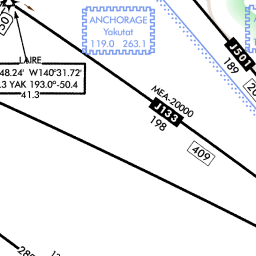 ANCHORAGE
Yakutat
119.0 263.1
J501
189
LAIRE
48.24' W140°31.72'
.3 YAK 193.0°-50.4
41.3
MEA-20000
J133
198
409